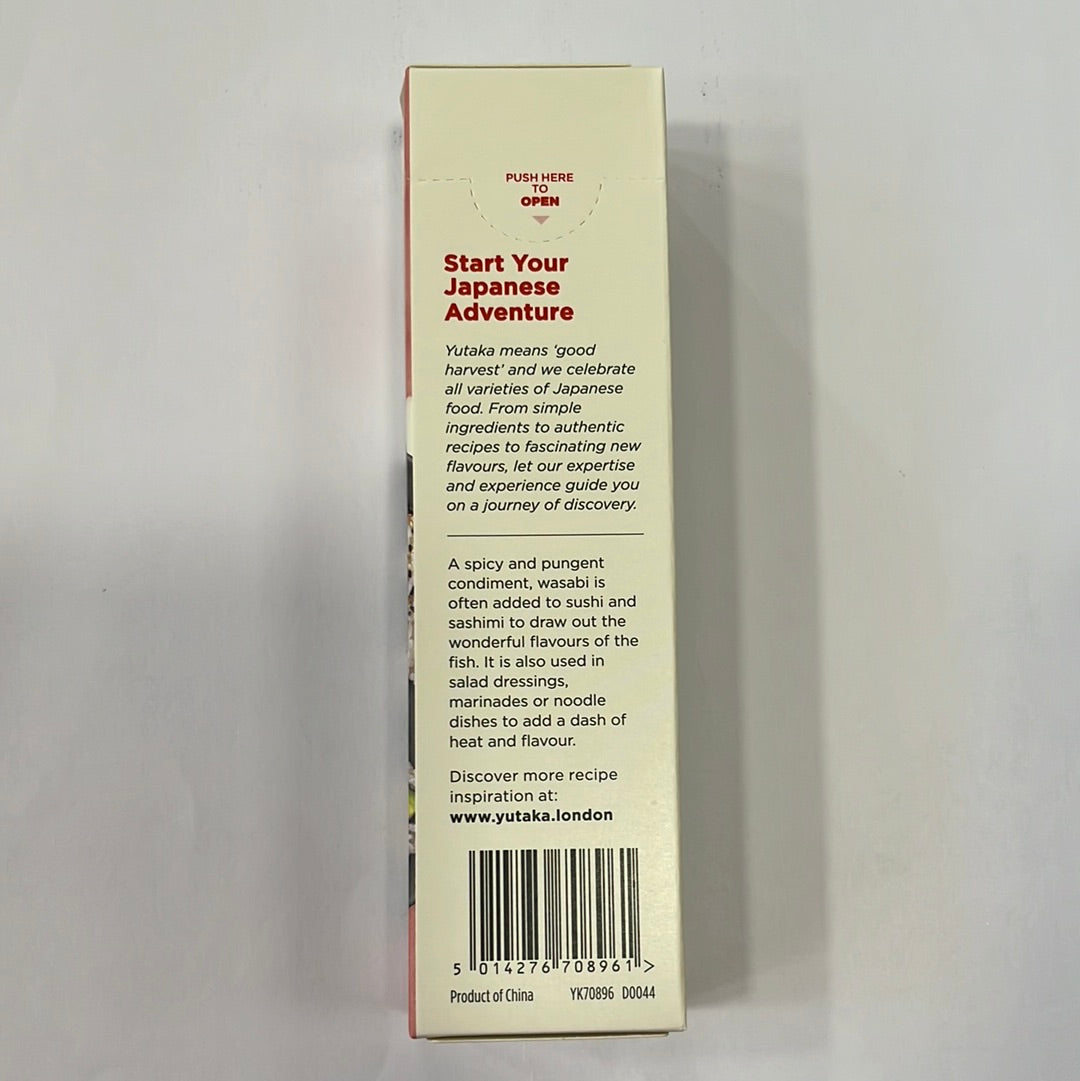 PUSH HERE
TO
OPEN
Start Your
Japanese
Adventure
Yutaka means ‘good
harvest’ and we celebrate
all varieties of Japanese
food. From simple
ingredients to authentic
recipes to fascinating new
flavours, let our expertise
and experience guide you
on a journey of discovery.
A spicy and pungent
condiment, wasabi is
often added to sushi and
sashimi to draw out the
wonderful flavours of the
fish. It is also used in
salad dressings,
marinades or noodle
dishes to add a dash of
heat and flavour.
Discover more recipe
inspiration at:
www.yutaka.london
5 014276 708961 >
Product of China YK70896 D0044